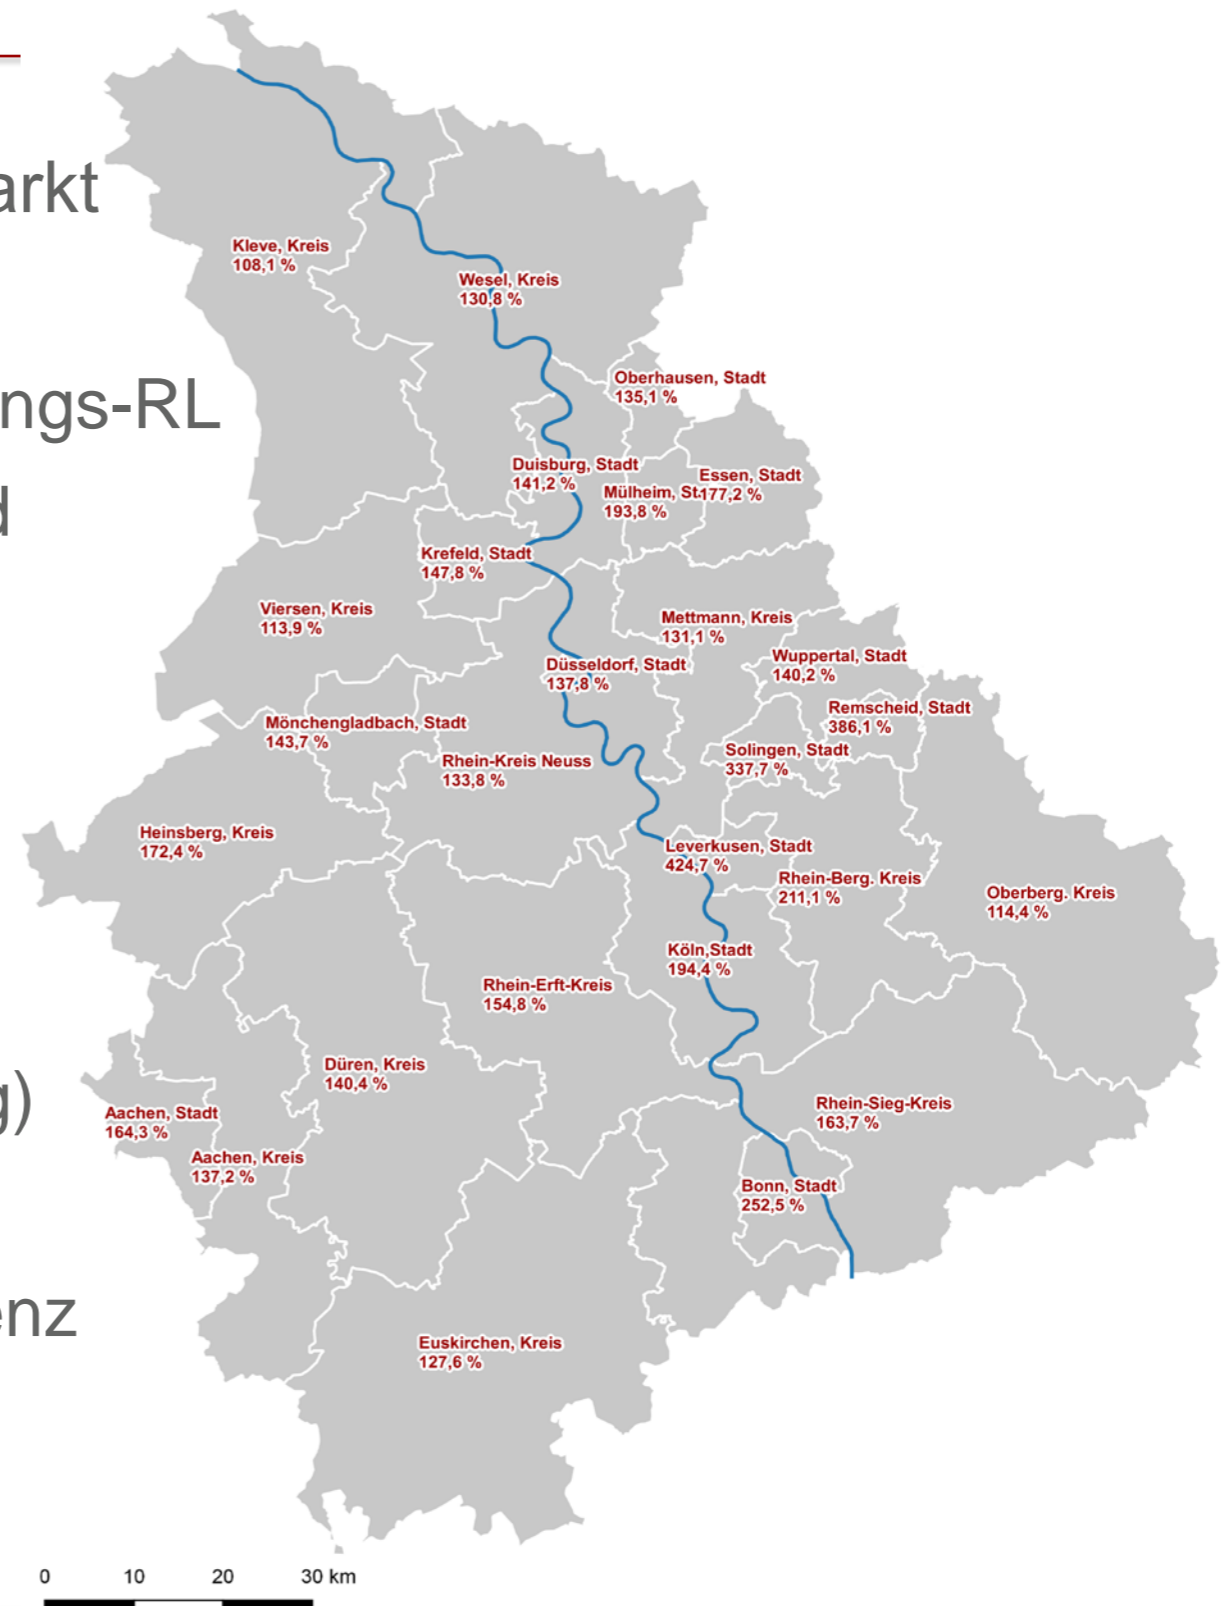 arkt
ngs-RL
d
g)
enz
Kleve, Kreis
108,1 %
Wesel, Kreis
130,8 %
Oberhausen, Stadt
135,1 %
Duisburg, Stadt
141,2 %
Mülheim, St.
193,8 %
Essen, Stadt
177,2 %
Krefeld, Stadt
147,8 %
Viersen, Kreis
113,9 %
Mettmann, Kreis
131,1 %
Wuppertal, Stadt
140,2 %
Düsseldorf, Stadt
137,8 %
Remscheid, Stadt
386,1 %
Mönchengladbach, Stadt
143,7 %
Solingen, Stadt
337,7 %
Rhein-Kreis Neuss
133,8 %
Heinsberg, Kreis
172,4 %
Leverkusen, Stadt
424,7 %
Rhein-Berg. Kreis
211,1 %
Oberberg. Kreis
114,4 %
Köln,Stadt
194,4 %
Rhein-Erft-Kreis
154,8 %
Düren, Kreis
140,4 %
Aachen, Stadt
164,3 %
Rhein-Sieg-Kreis
163,7 %
Aachen, Kreis
137,2 %
Bonn, Stadt
252,5 %
Euskirchen, Kreis
127,6 %
0 10 20 30 km